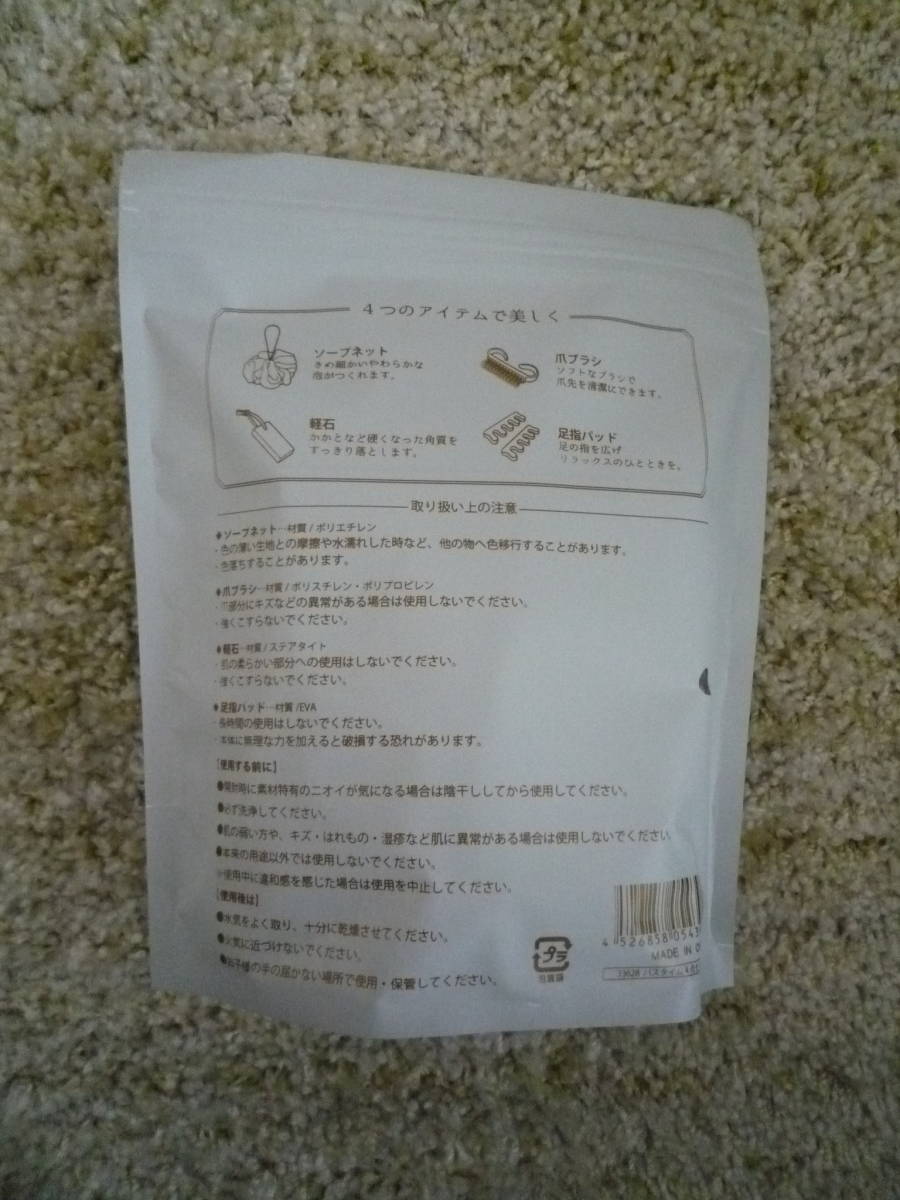 4つのアイテムで美しく
ソープネット
きめ細かいやわらかな
泡がつくれます。
爪ブラシ
ソフトなブラシで
爪先を清潔にできます。
軽石
かかとなど硬くなった角質を
すっきり落とします。
足指パッド
足の指を広げ
リラックスのひとときを。
取り扱い上の注意
♦ソープネット…材質/ポリエチレン
・色の薄い生地との摩擦や水濡れした時など、他の物へ色移行することがあります。
・色落ちすることがあります。
♦爪ブラシ…材質/ポリスチレン・ポリプロピレン
・爪部分にキズなどの異常がある場合は使用しないでください。
・強くこすらないでください。
♦軽石…材質/ステアタイト
・肌の柔らかい部分への使用はしないでください。
・強くこすらないでください。
♦足指パッド…材質/EVA
・長時間の使用はしないでください。
・本体に無理な力を加えると破損する恐れがあります。
【使用する前に】
●開封時に素材特有のニオイが気になる場合は陰干ししてから使用してください。
●必ず洗浄してください。
●肌の弱い方や、キズ・はれもの・湿疹など肌に異常がある場合は使用しないでください
●本来の用途以外では使用しないでください。
※使用中に違和感を感じた場合は使用を中止してください。
【使用後は】
●水気をよく取り、十分に乾燥させてください。
●火気に近づけないでください。
●お子様の手の届かない場所で使用・保管してください。
プラ
4 526858 0543
MADE IN
33028 バスタイム4点